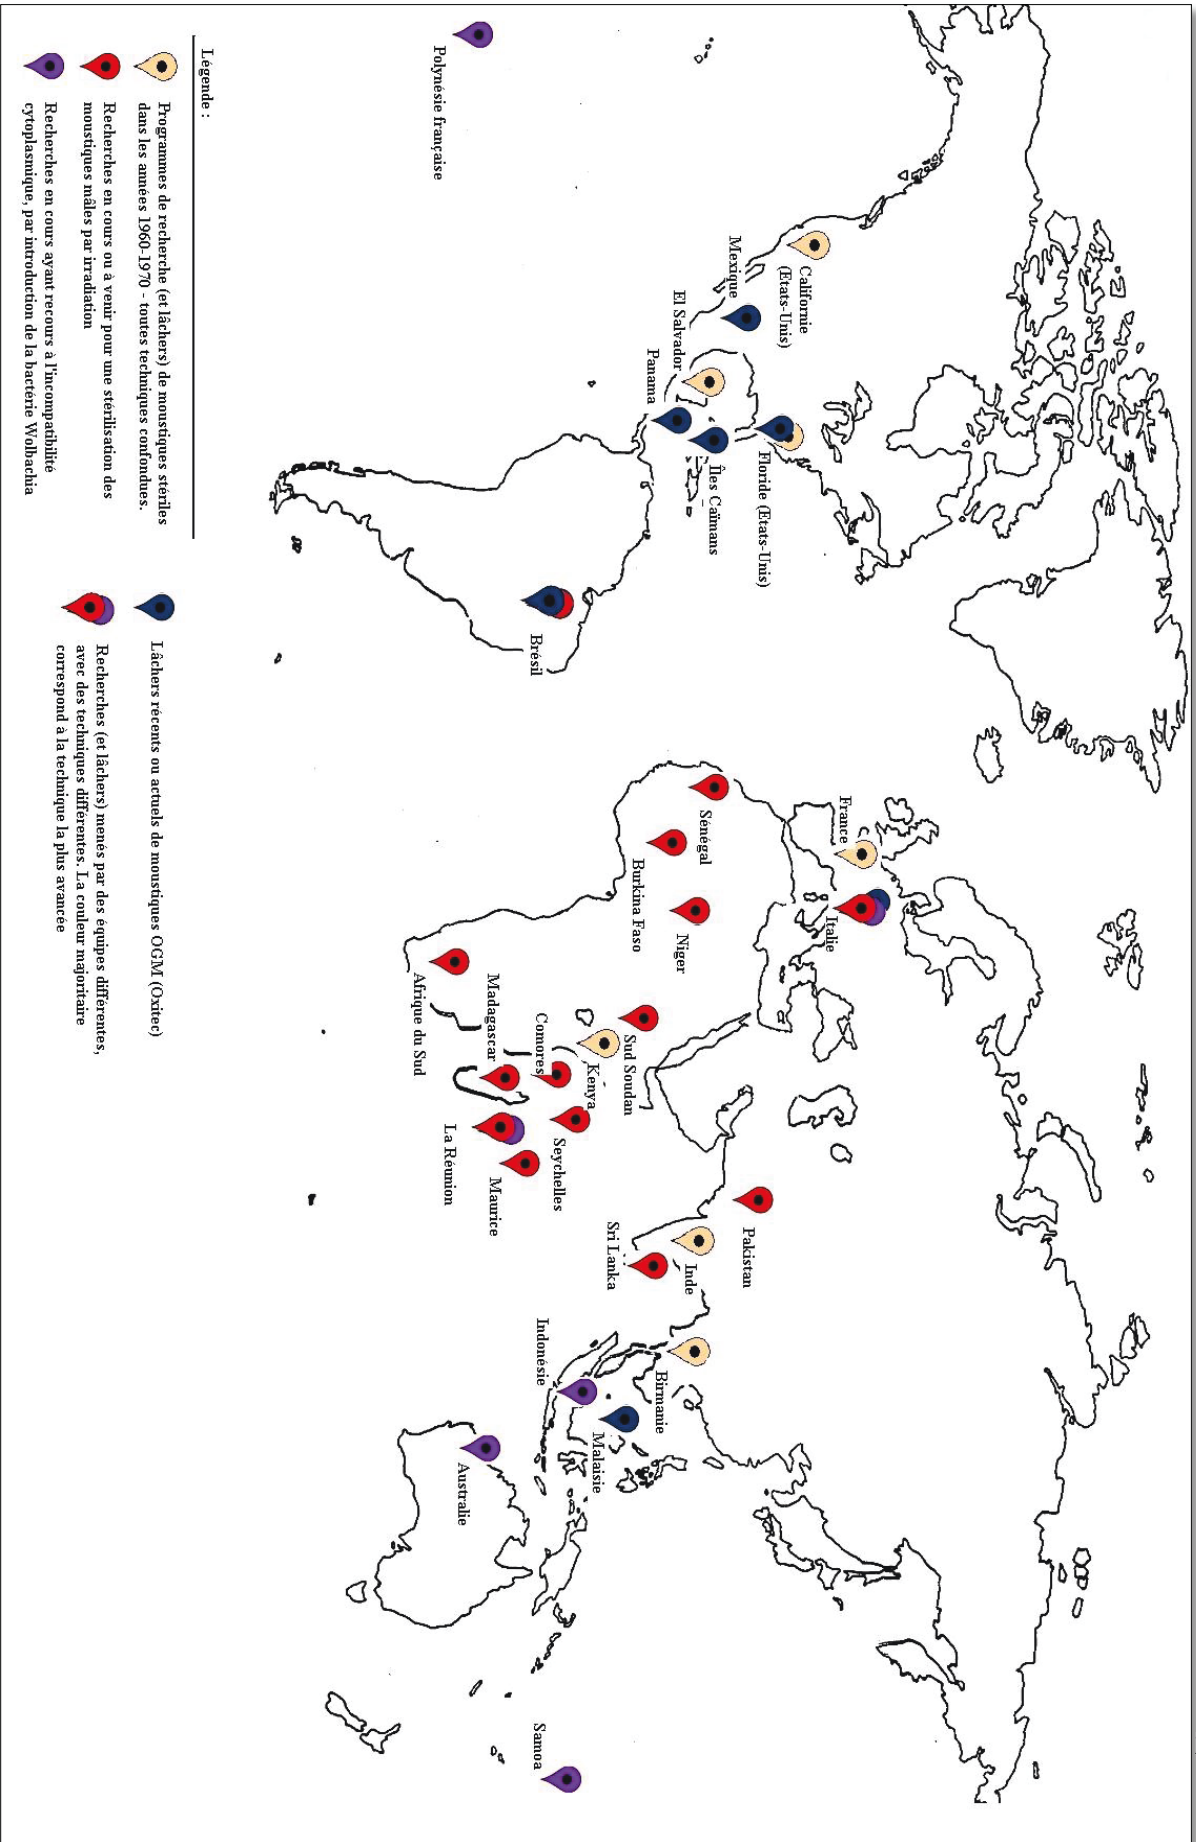 Polynésie française
Californie
(Etats-Unis)
Mexique
El Salvador
Panama
Floride (Etats-Unis)
Îles Caïmans
Brésil
France
Italie
Sénégal
Burkina Faso
Niger
Sud Soudan
Kenya
Comores
Madagascar
Afrique du Sud
Seychelles
Maurice
La Réunion
Pakistan
Inde
Sri Lanka
Birmanie
Malaisie
Indonésie
Australie
Samoa
Légende :
Programmes de recherche (et lâchers) de moustiques stériles
dans les années 1960-1970 - toutes techniques confondues.
Recherches en cours ou à venir pour une stérilisation des
moustiques mâles par irradiation
Recherches en cours ayant recours à l'incompatibilité
cytoplasmique, par introduction de la bactérie Wolbachia
Lâchers récents ou actuels de moustiques OGM (Oxitec)
Recherches (et lâchers) menés par des équipes différentes,
avec des techniques différentes. La couleur majoritaire
correspond à la technique la plus avancée